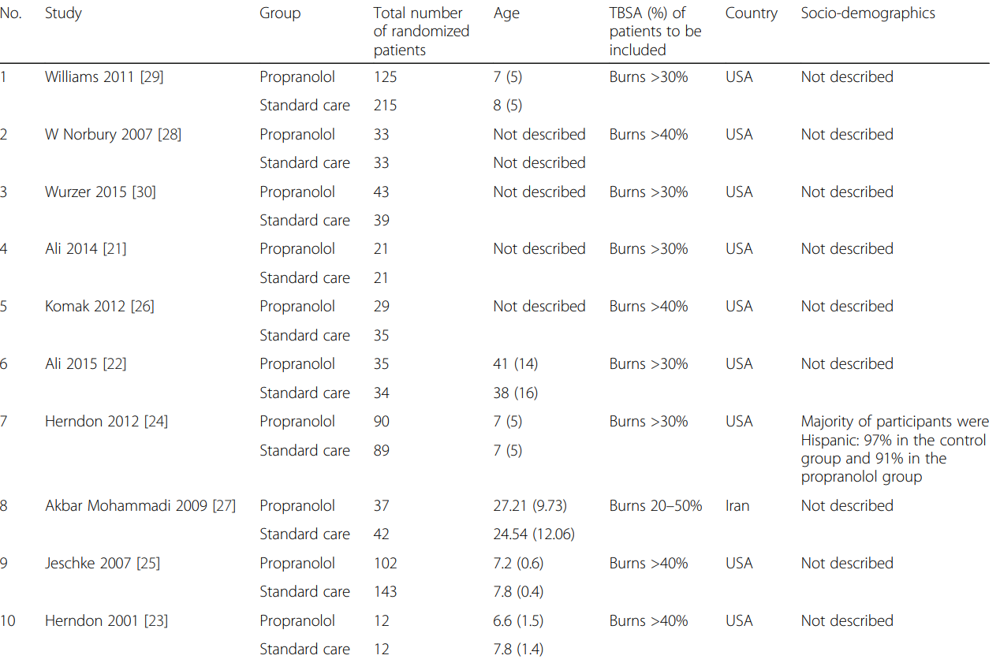 No. Study Group Total number of randomized patients Age TBSA (%) of patients to be included Country Socio-demographics
1 Williams 2011 [29] Propranolol 125 7 (5) Burns >30% USA Not described
Standard care 215 8 (5)
2 W Norbury 2007 [28] Propranolol 33 Not described Burns >40% USA Not described
Standard care 33 Not described
3 Wurzer 2015 [30] Propranolol 43 Not described Burns >30% USA Not described
Standard care 39
4 Ali 2014 [21] Propranolol 21 Not described Burns >30% USA Not described
Standard care 21
5 Komak 2012 [26] Propranolol 29 Not described Burns >40% USA Not described
Standard care 35
6 Ali 2015 [22] Propranolol 35 41 (14) Burns >30% USA Not described
Standard care 34 38 (16)
7 Herndon 2012 [24] Propranolol 90 7 (5) Burns >30% USA Majority of participants were
Hispanic: 97% in the control
Standard care 89 7 (5) group and 91% in the
propranolol group
8 Akbar Mohammadi 2009 [27] Propranolol 37 27.21 (9.73) Burns 20–50% Iran Not described
Standard care 42 24.54 (12.06)
9 Jeschke 2007 [25] Propranolol 102 7.2 (0.6) Burns >40% USA Not described
Standard care 143 7.8 (0.4)
10 Herndon 2001 [23] Propranolol 12 6.6 (1.5) Burns >40% USA Not described
Standard care 12 7.8 (1.4)